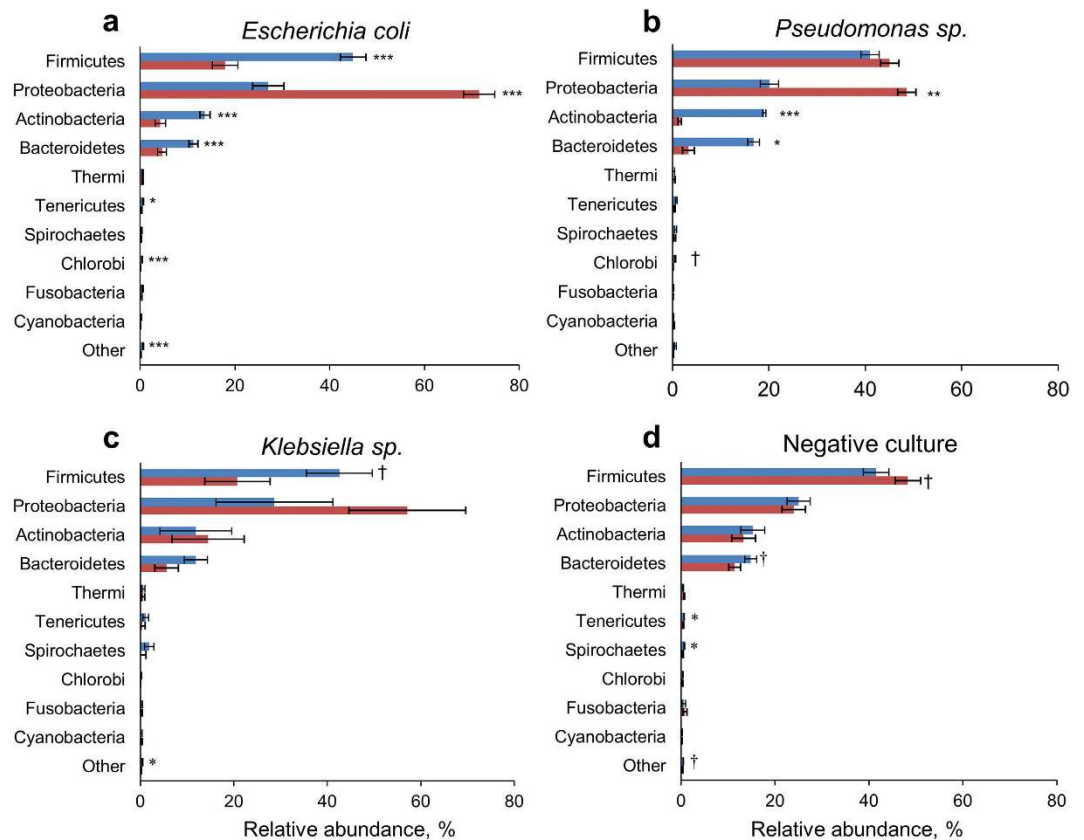 a
Escherichia coli
Firmicutes
***
Proteobacteria
***
Actinobacteria
***
Bacteroidetes
***
Thermi
Tenericutes
*
Spirochaetes
Chlorobi
***
Fusobacteria
Cyanobacteria
Other
***
0 20 40 60 80
b
Pseudomonas sp.
Firmicutes
Proteobacteria
**
Actinobacteria
***
Bacteroidetes
*
Thermi
Tenericutes
Spirochaetes
Chlorobi
†
Fusobacteria
Cyanobacteria
Other
0 20 40 60 80
c
Klebsiella sp.
Firmicutes
†
Proteobacteria
Actinobacteria
Bacteroidetes
Thermi
Tenericutes
Spirochaetes
Chlorobi
Fusobacteria
Cyanobacteria
Other
*
0 20 40 60 80
Relative abundance, %
d
Negative culture
Firmicutes
†
Proteobacteria
Actinobacteria
Bacteroidetes
†
Thermi
Tenericutes
*
Spirochaetes
*
Chlorobi
Fusobacteria
Cyanobacteria
Other
†
0 20 40 60 80
Relative abundance, %